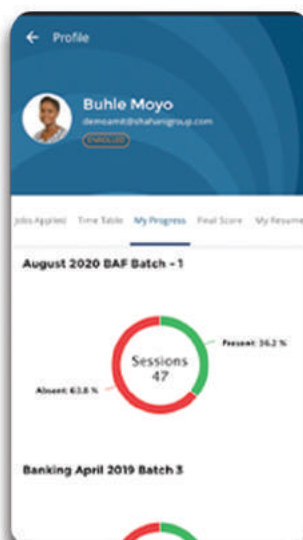 Profile
Buhle Moyo
demoamit@shahanigroup.com
ENROLLED
Jobs Applied Time Table My Progress Final Score My Resume
August 2020 BAF Batch - 1
Present: 36.2 %
Sessions
47
Absent: 63.8 %
Banking April 2019 Batch 3